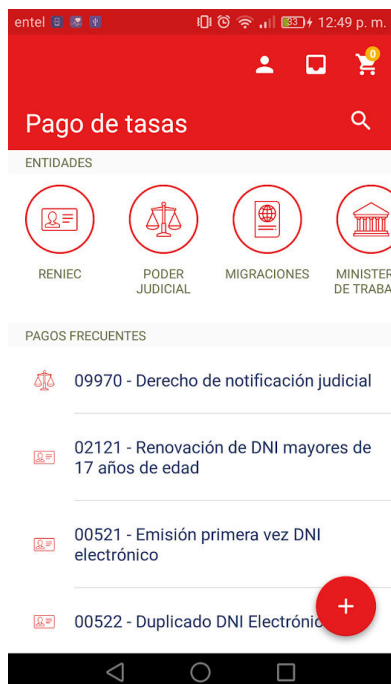 entel 33 12:49 p. m.
0
Pago de tasas
ENTIDADES
RENIEC
PODER
JUDICIAL
MIGRACIONES
MINISTER
DE TRABA
PAGOS FRECUENTES
09970 - Derecho de notificación judicial
02121 - Renovación de DNI mayores de
17 años de edad
00521 - Emisión primera vez DNI
electrónico
00522 - Duplicado DNI Electrónic
+